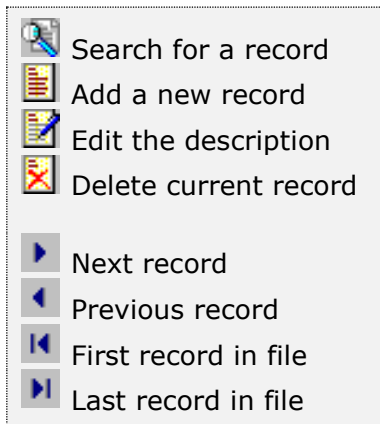 Search for a record
Add a new record
Edit the description
Delete current record
Next record
Previous record
First record in file
Last record in file